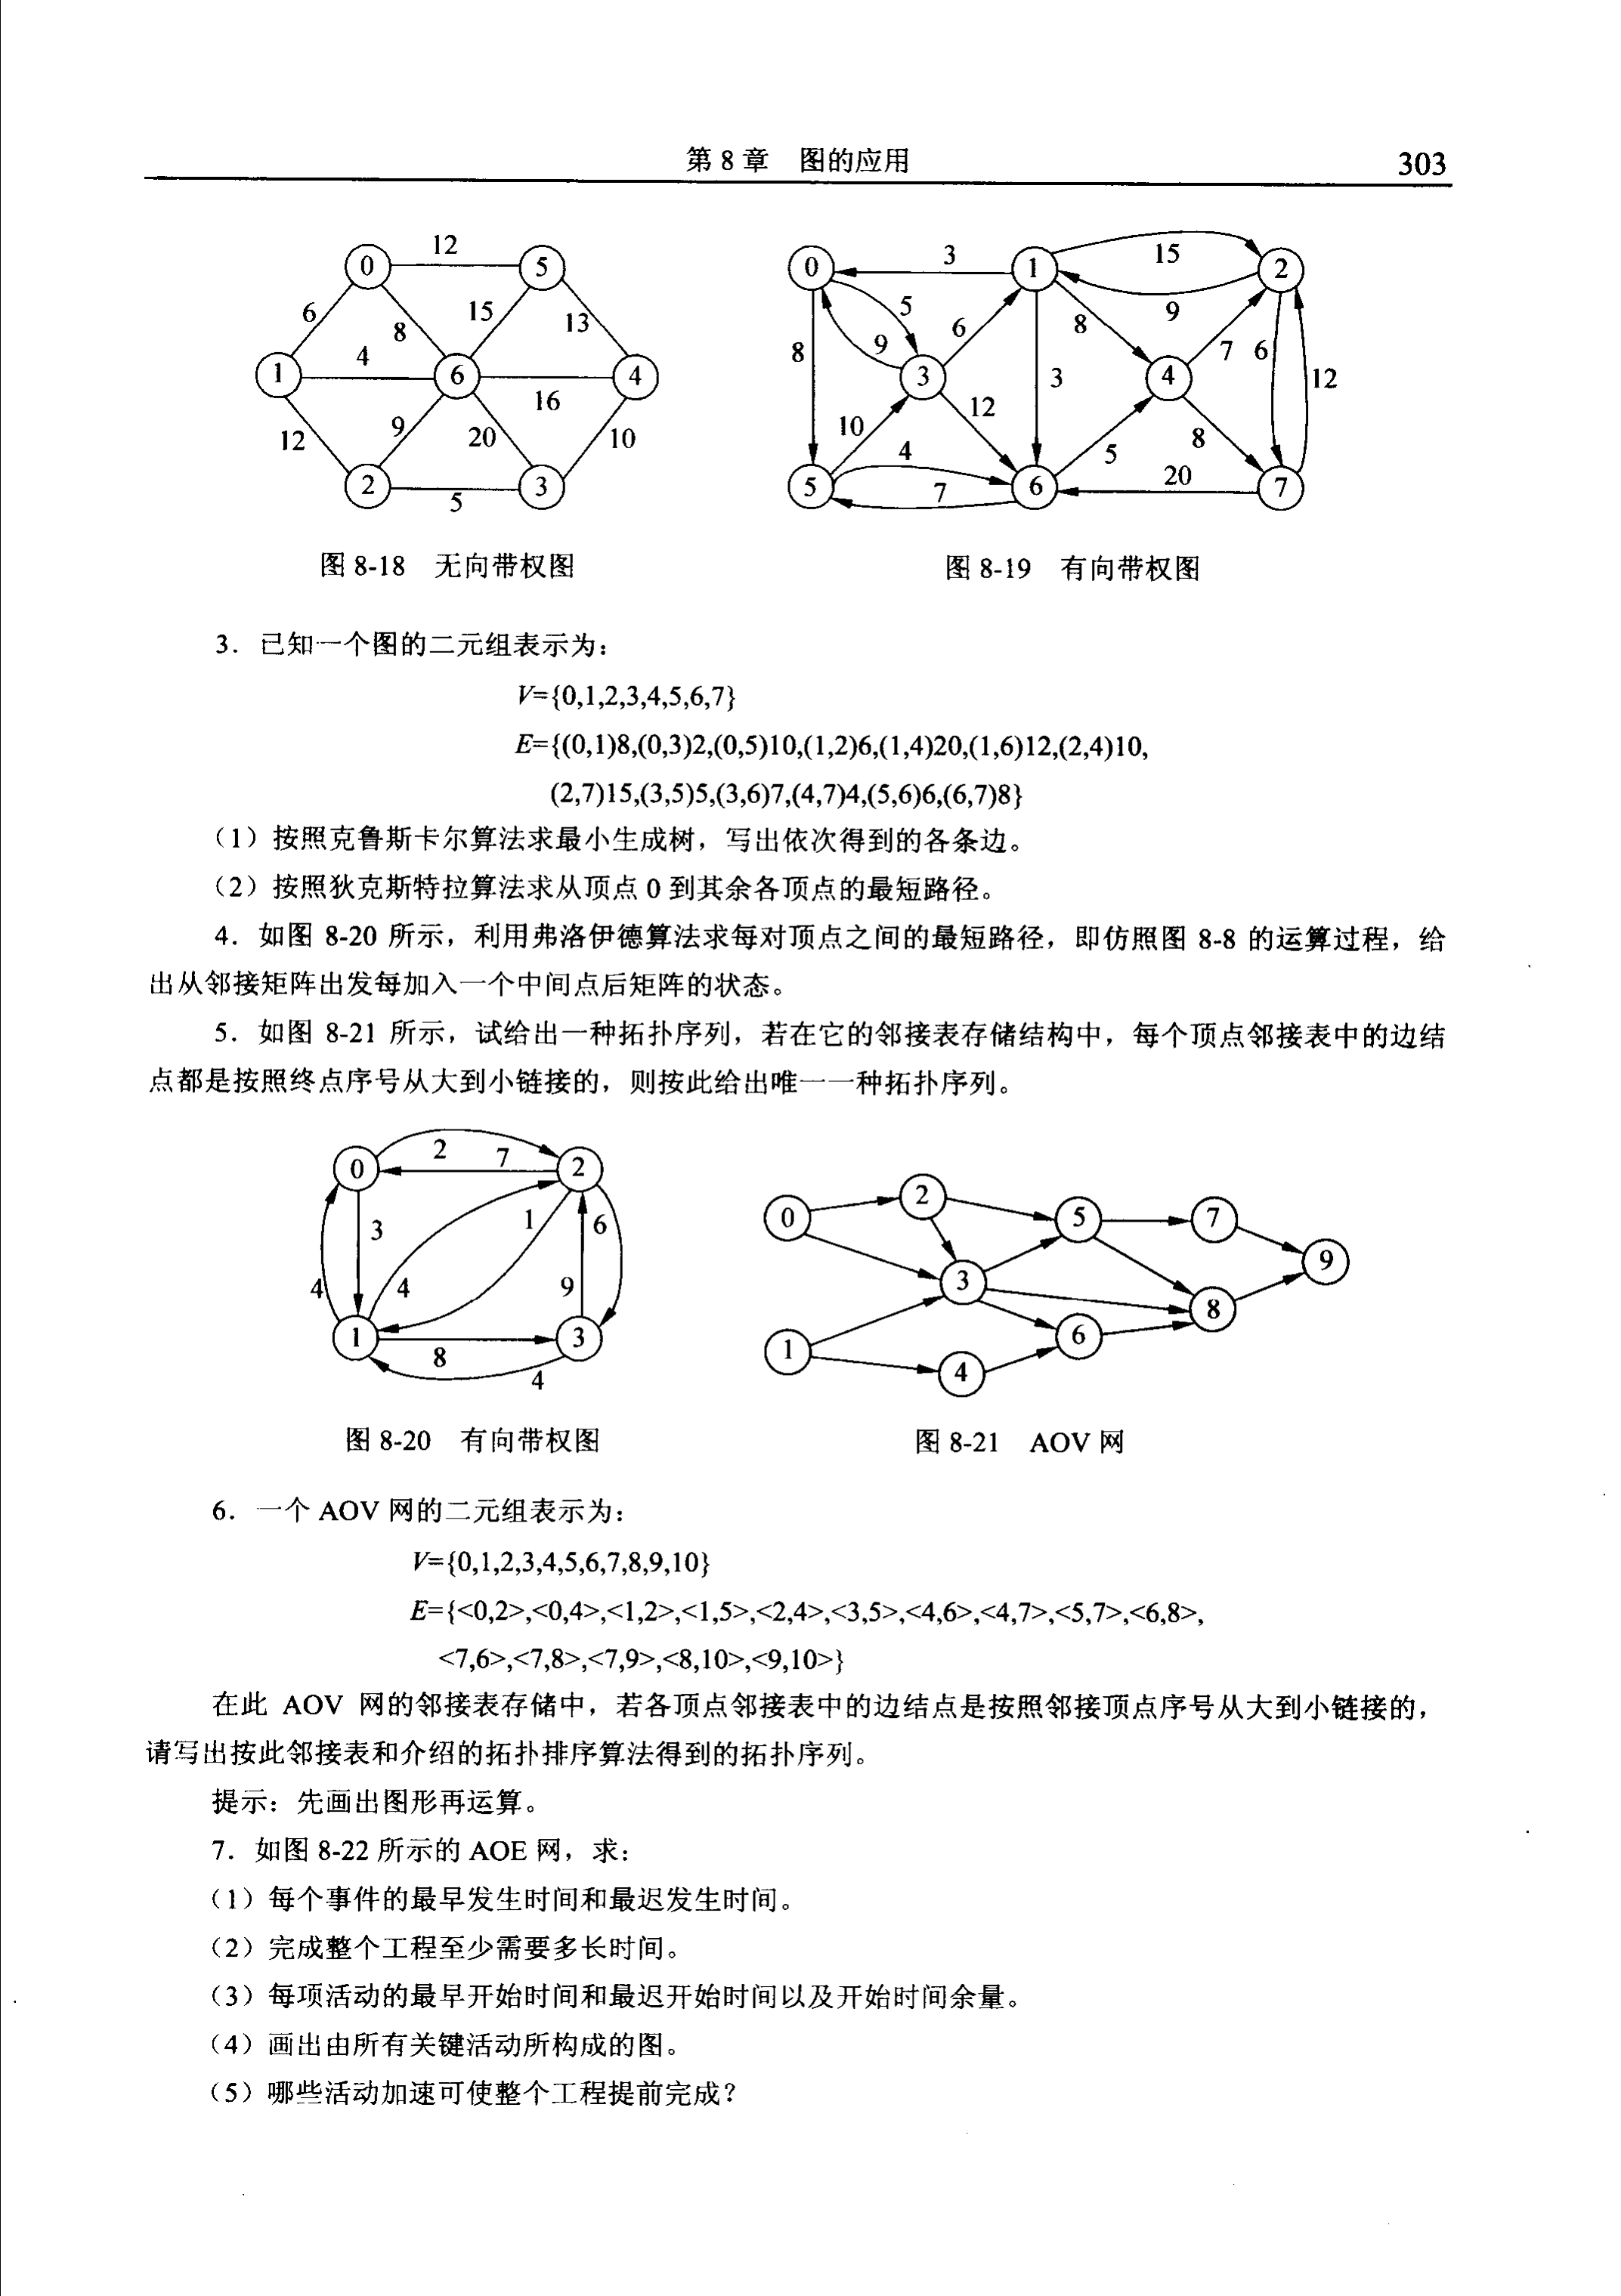 第 8 章 图的应用 303
12
0 5
6 8 15 13
4
1 6 4
16
12 9 20 10
2 3
5
图 8-18 无向带权图
3 15
0 1 2
5 6 8 9
8 9 7 6
3 3 4 12
12
10 4 5 8
20
5 7 6 7
图 8-19 有向带权图
3．已知一个图的二元组表示为：
V={0,1,2,3,4,5,6,7}
E={(0,1)8,(0,3)2,(0,5)10,(1,2)6,(1,4)20,(1,6)12,(2,4)10,
(2,7)15,(3,5)5,(3,6)7,(4,7)4,(5,6)6,(6,7)8}
（1）按照克鲁斯卡尔算法求最小生成树，写出依次得到的各条边。
（2）按照狄克斯特拉算法求从顶点 0 到其余各顶点的最短路径。
4．如图 8-20 所示，利用弗洛伊德算法求每对顶点之间的最短路径，即仿照图 8-8 的运算过程，给
出从邻接矩阵出发每加入一个中间点后矩阵的状态。
5．如图 8-21 所示，试给出一种拓扑序列，若在它的邻接表存储结构中，每个顶点邻接表中的边结
点都是按照终点序号从大到小链接的，则按此给出唯一一种拓扑序列。
2 7
0 2
3 1 6
4 4 9
1 3
8
4
图 8-20 有向带权图
2
0 5 7
9
3
8
1 6
4
图 8-21 AOV 网
6．一个 AOV 网的二元组表示为：
V={0,1,2,3,4,5,6,7,8,9,10}
E={<0,2>,<0,4>,<1,2>,<1,5>,<2,4>,<3,5>,<4,6>,<4,7>,<5,7>,<6,8>,
<7,6>,<7,8>,<7,9>,<8,10>,<9,10>}
在此 AOV 网的邻接表存储中，若各顶点邻接表中的边结点是按照邻接顶点序号从大到小链接的，
请写出按此邻接表和介绍的拓扑排序算法得到的拓扑序列。
提示：先画出图形再运算。
7．如图 8-22 所示的 AOE 网，求：
（1）每个事件的最早发生时间和最迟发生时间。
（2）完成整个工程至少需要多长时间。
（3）每项活动的最早开始时间和最迟开始时间以及开始时间余量。
（4）画出由所有关键活动所构成的图。
（5）哪些活动加速可使整个工程提前完成？